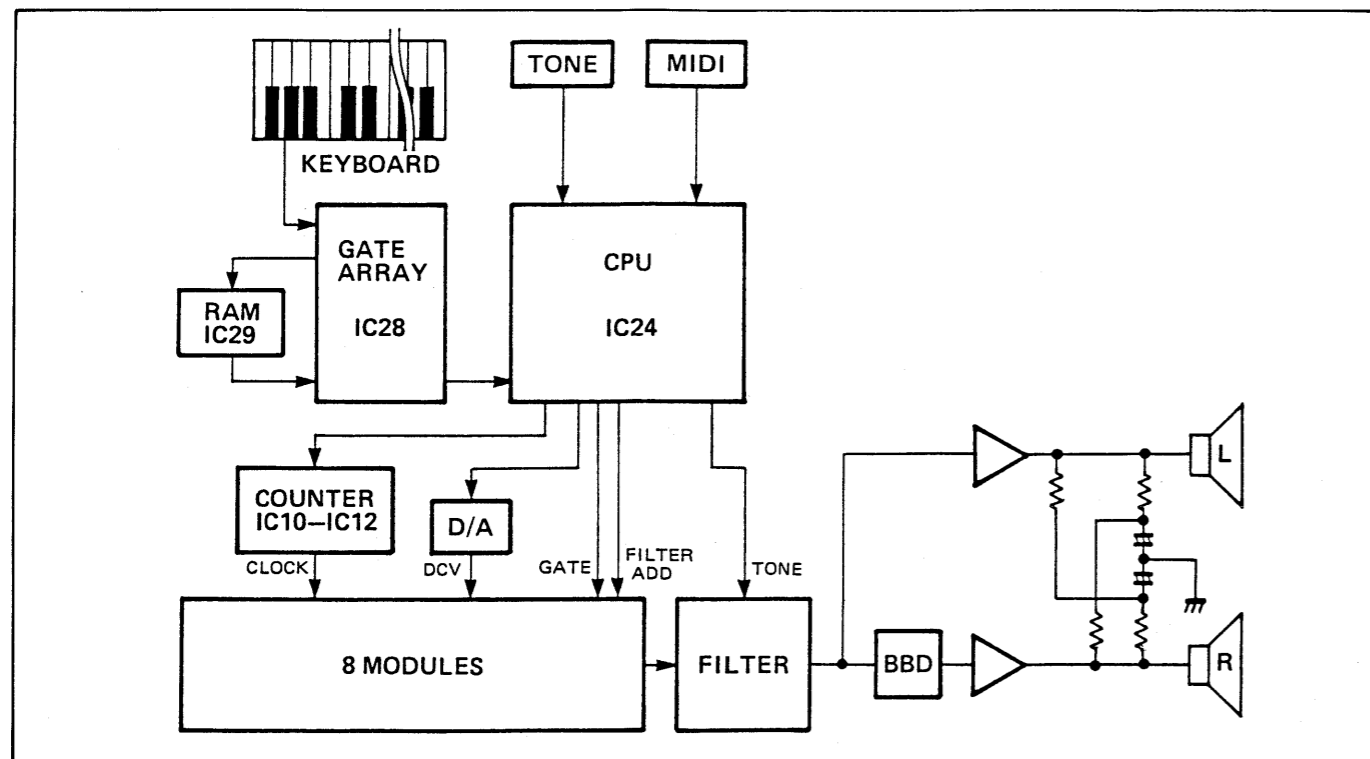 TONE
MIDI
KEYBOARD
GATE
ARRAY
IC28
CPU
IC24
RAM
IC29
COUNTER
IC10–IC12
D/A
CLOCK
DCV
GATE
FILTER
ADD
TONE
8 MODULES
FILTER
BBD
L
R